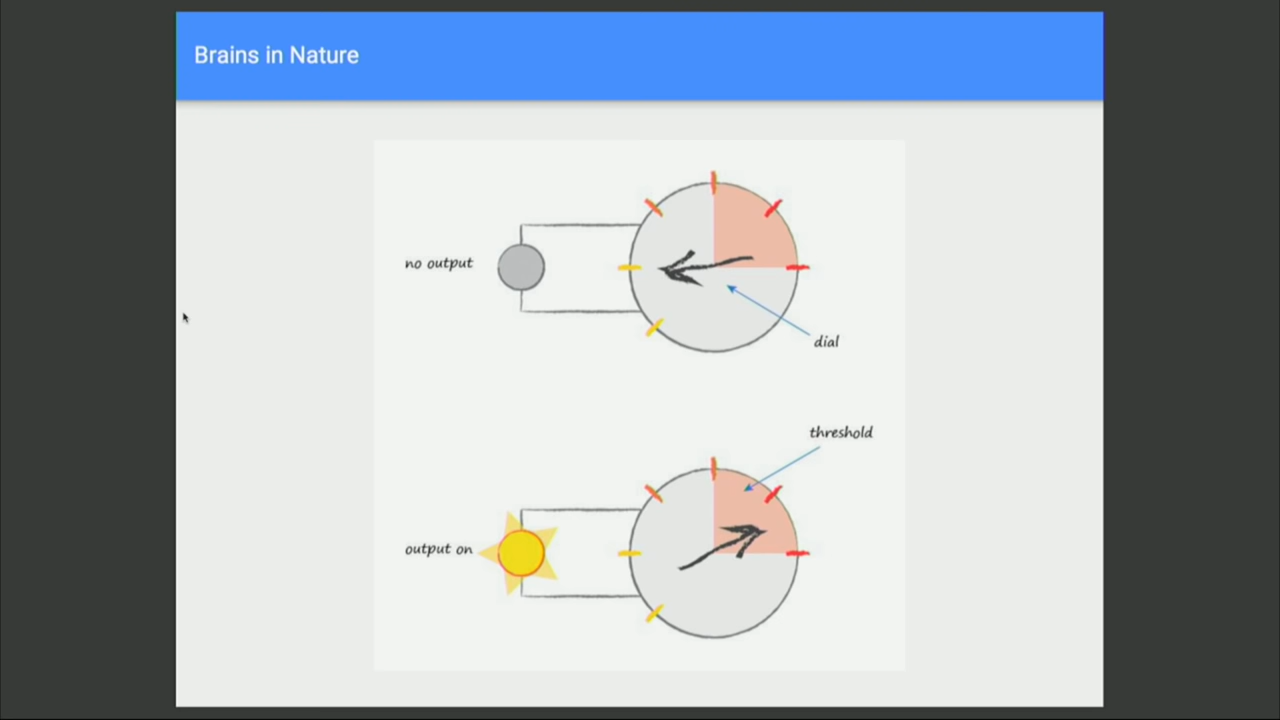 Brains in Nature
no output
dial
threshold
output on